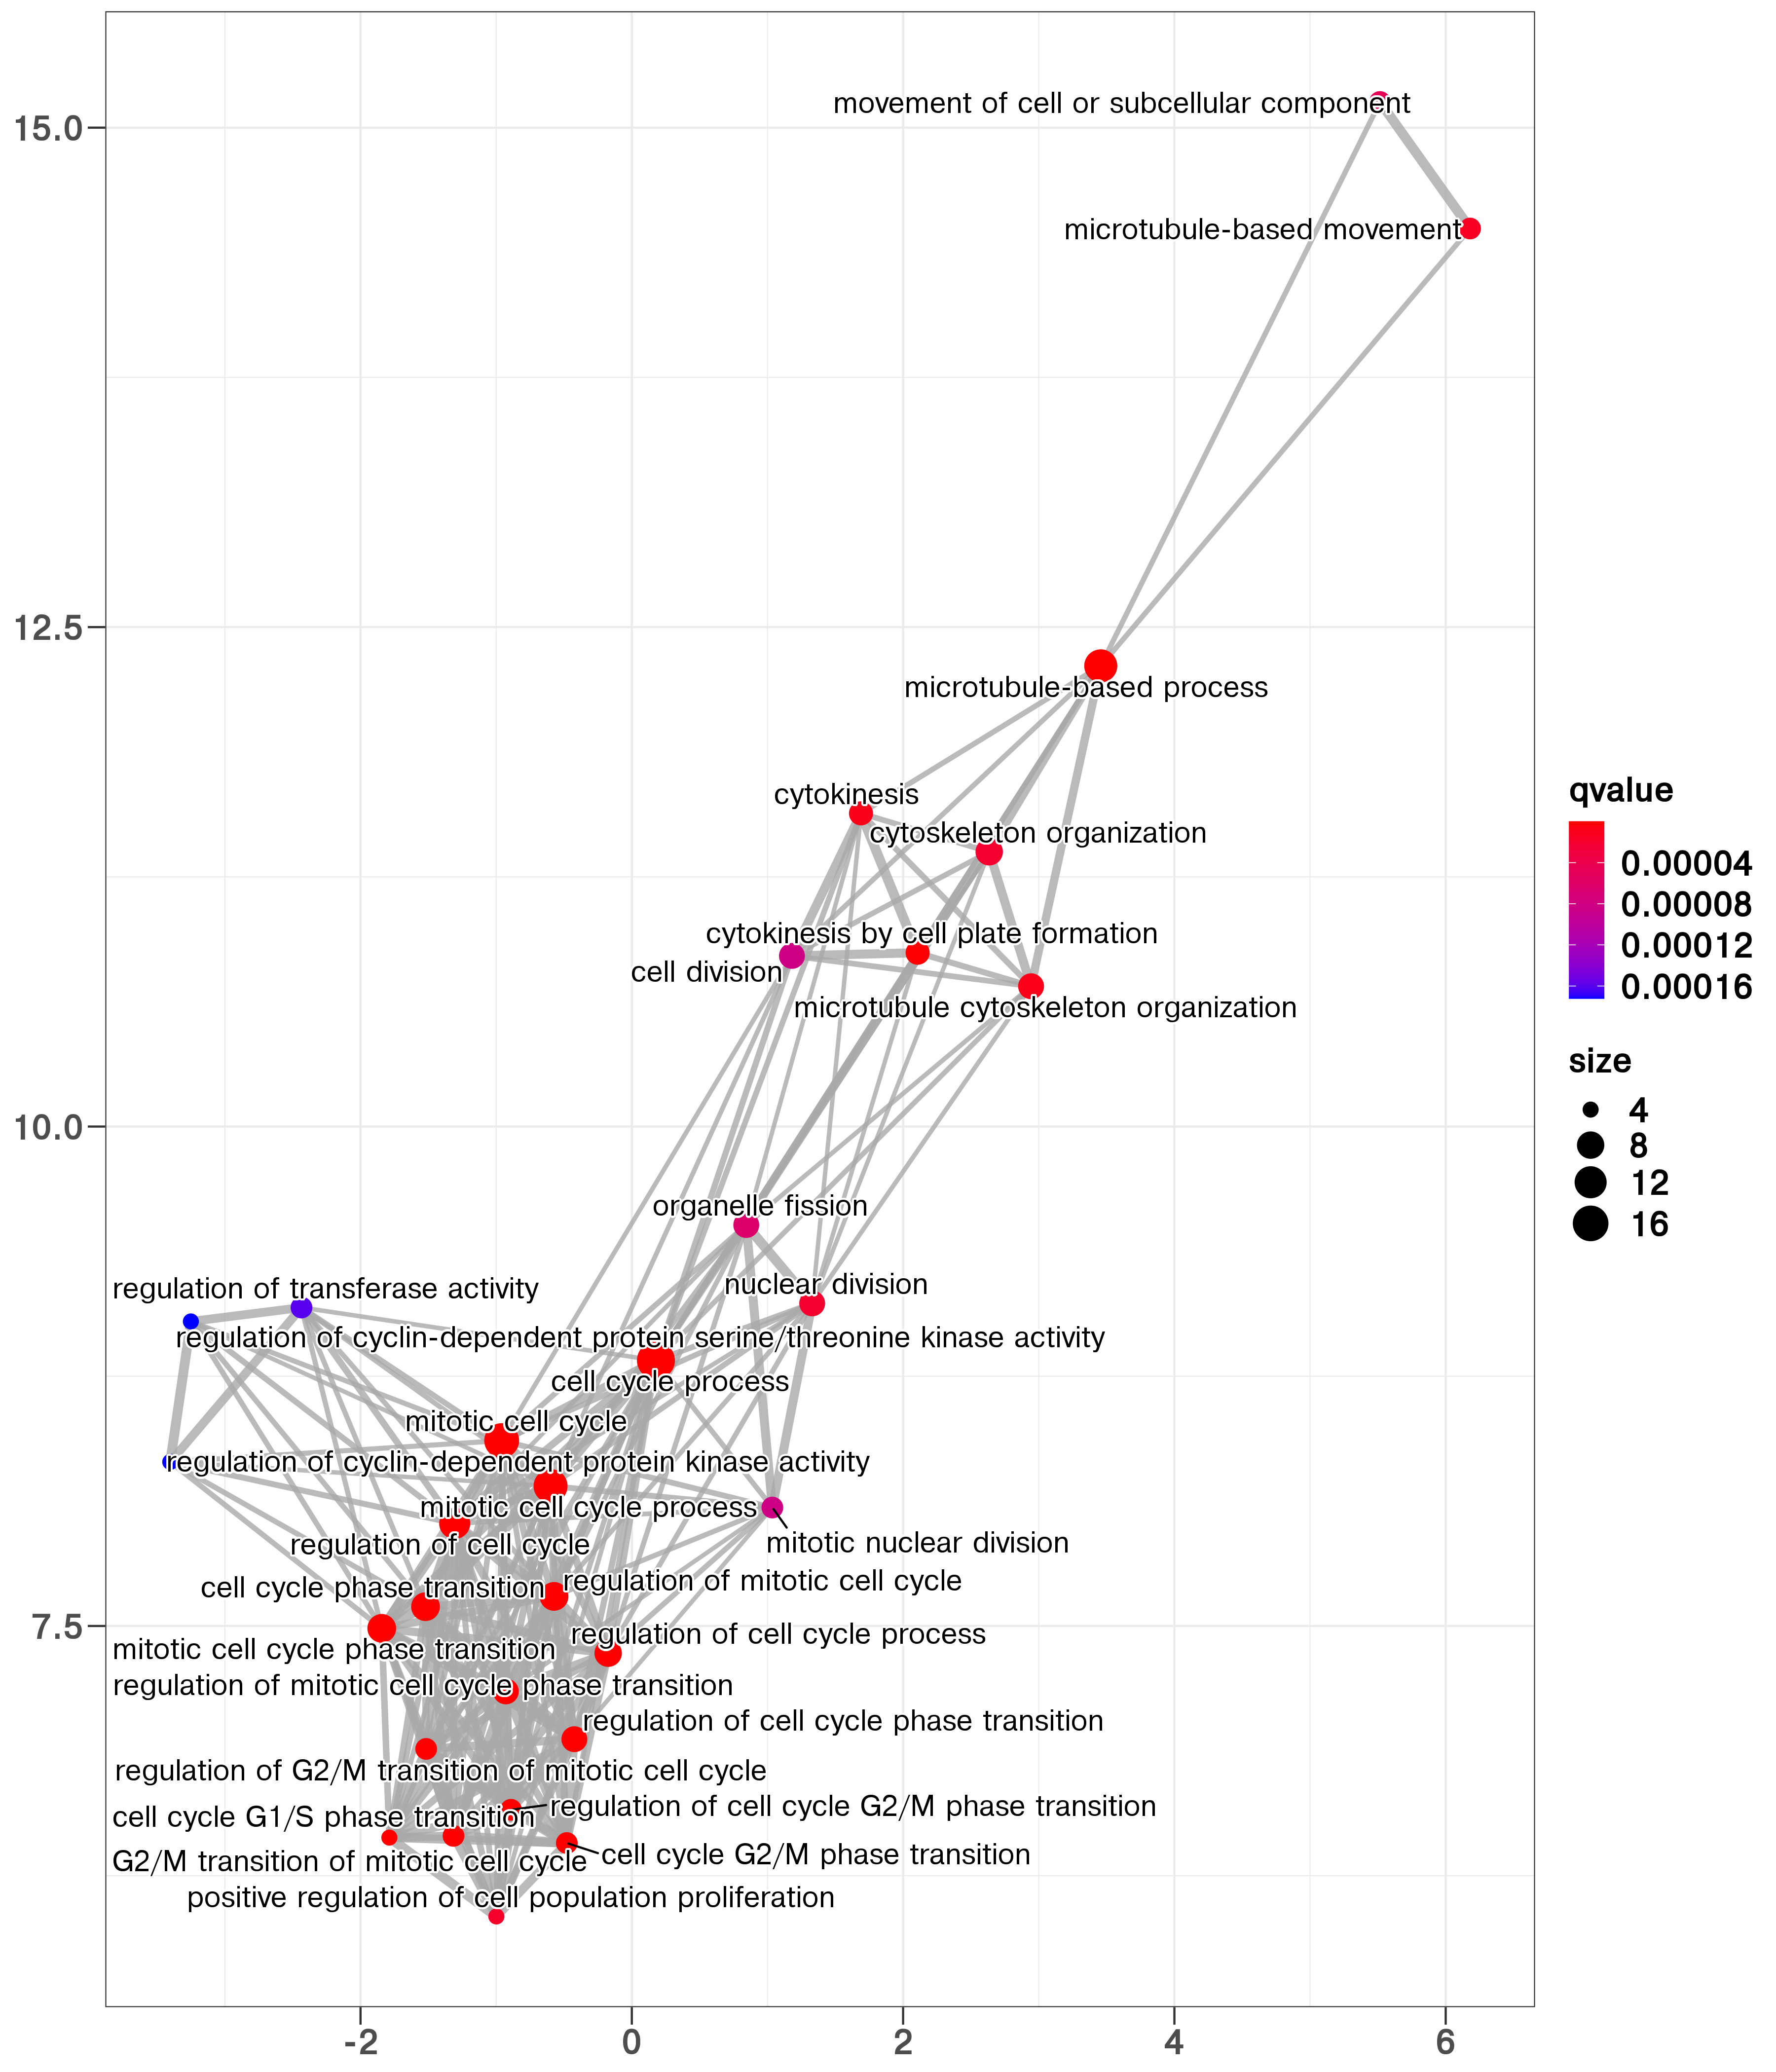 15.0
12.5
10.0
7.5
movement of cell or subcellular component
microtubule-based movement
microtubule-based process
cytokinesis
cytoskeleton organization
cytokinesis by cell plate formation
cell division
microtubule cytoskeleton organization
organelle fission
nuclear division
regulation of transferase activity
regulation of cyclin-dependent protein serine/threonine kinase activity
cell cycle process
mitotic cell cycle
regulation of cyclin-dependent protein kinase activity
mitotic cell cycle process
mitotic nuclear division
regulation of cell cycle
regulation of mitotic cell cycle
cell cycle phase transition
regulation of cell cycle process
mitotic cell cycle phase transition
regulation of mitotic cell cycle phase transition
regulation of cell cycle phase transition
regulation of G2/M transition of mitotic cell cycle
regulation of cell cycle G2/M phase transition
cell cycle G1/S phase transition
cell cycle G2/M phase transition
G2/M transition of mitotic cell cycle
positive regulation of cell population proliferation
-2 0 2 4 6
qvalue
0.00004
0.00008
0.00012
0.00016
size
4
8
12
16